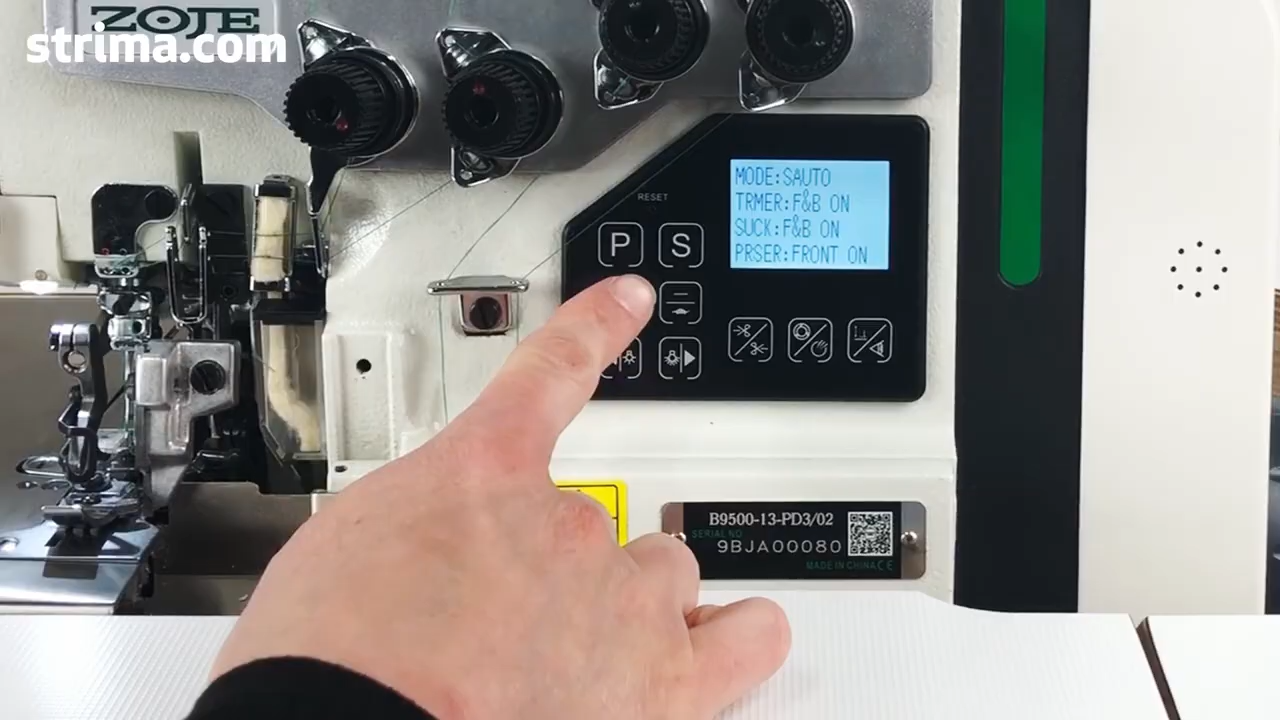 ZOJE
strima.com
RESET
P
S
MODE:SAUTO
TRMER:F&B ON
SUCK:F&B ON
PRSER:FRONT ON
B9500-13-PD3/02
SERIAL NO
9BJA00080
MADE IN CHINA CE